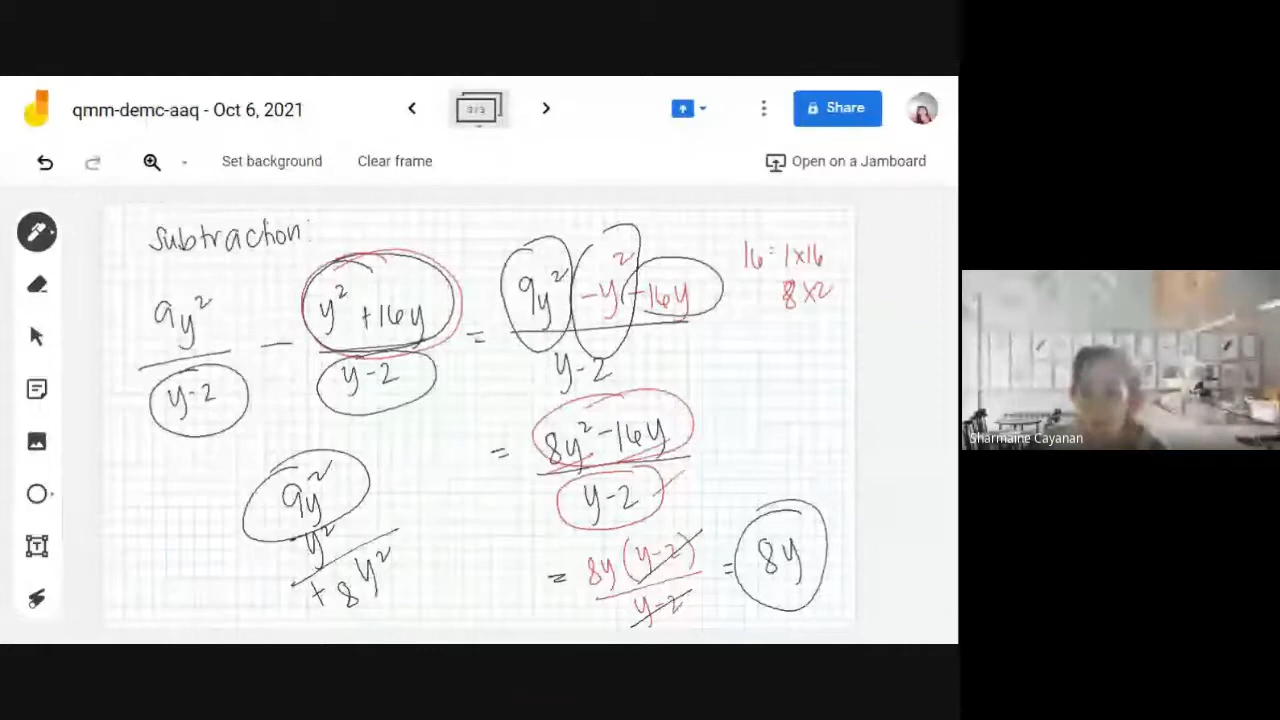 qmm-demc-aaq - Oct 6, 2021
Share
Set background
Clear frame
Open on a Jamboard
Subtraction:
9y² / y-2 - y² +16y / y-2 = 9y² -y² -16y / y-2
16 = 1x16
8x2
= 8y² -16y / y-2
9y²
y²
+8y²
= 8y (y-2) / y-2 = 8y
Sharmaine Cayanan